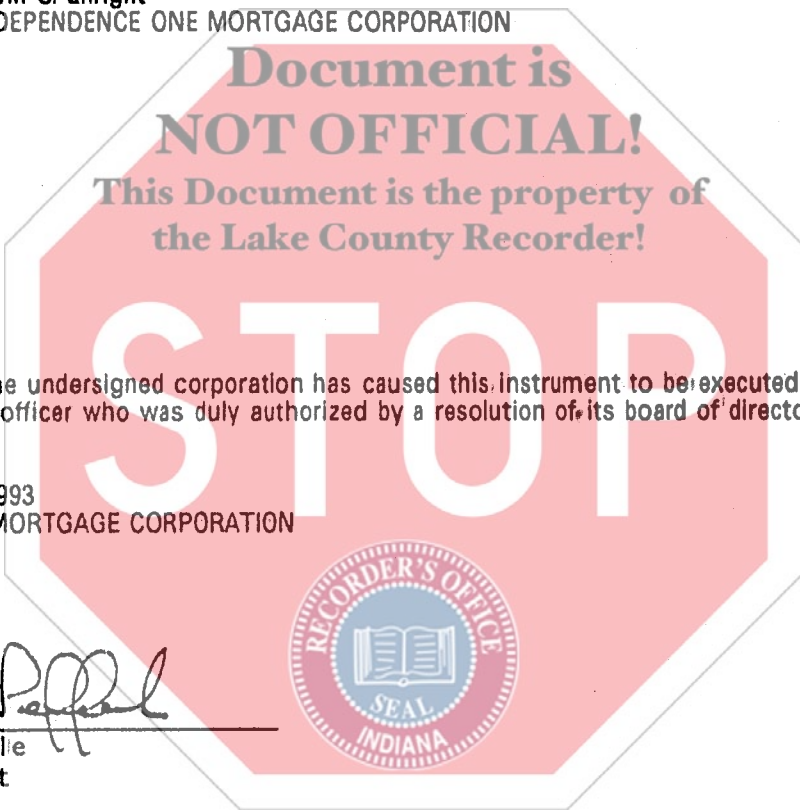 DEPENDENCE ONE MORTGAGE CORPORATION
Document is
NOT OFFICIAL!
This Document is the property of
the Lake County Recorder!
STOP
e undersigned corporation has caused this instrument to be executed
officer who was duly authorized by a resolution of its board of directo
993
MORTGAGE CORPORATION
RECORDER'S OFFICE
SEAL
INDIANA
le
t